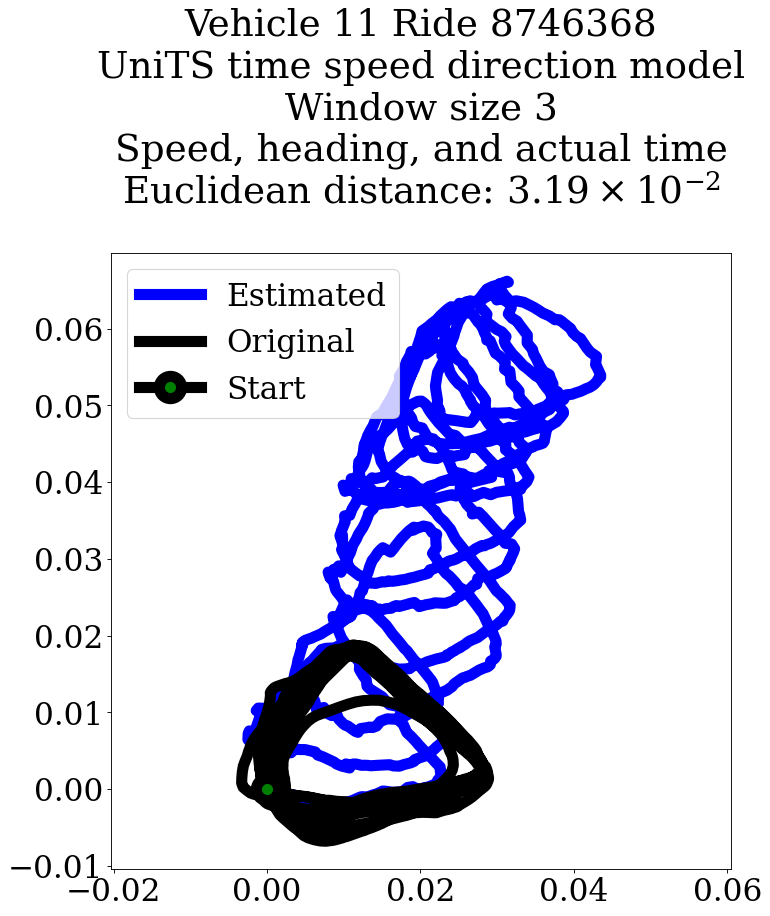 Vehicle 11 Ride 8746368
UniTS time speed direction model
Window size 3
Speed, heading, and actual time
Euclidean distance: 3.19 × 10⁻²
Estimated
Original
Start
0.06
0.05
0.04
0.03
0.02
0.01
0.00
−0.01
−0.02 0.00 0.02 0.04 0.06